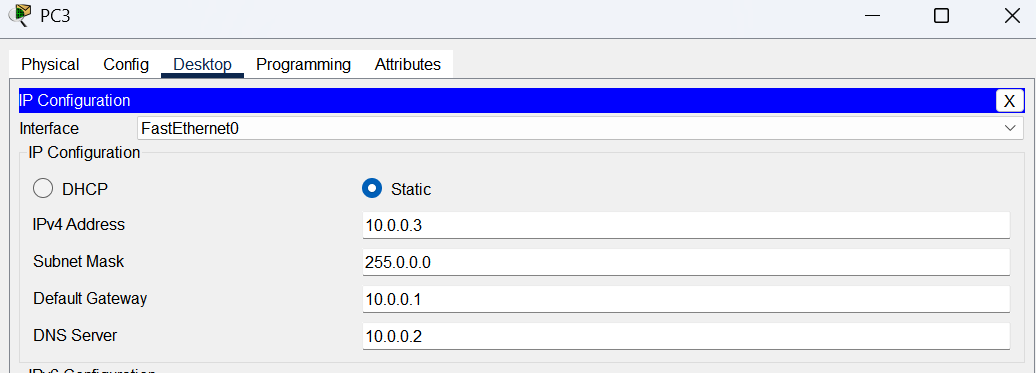 PC3
Physical Config Desktop Programming Attributes
IP Configuration X
Interface FastEthernet0
IP Configuration
DHCP Static
IPv4 Address 10.0.0.3
Subnet Mask 255.0.0.0
Default Gateway 10.0.0.1
DNS Server 10.0.0.2
IPv6 Configuration